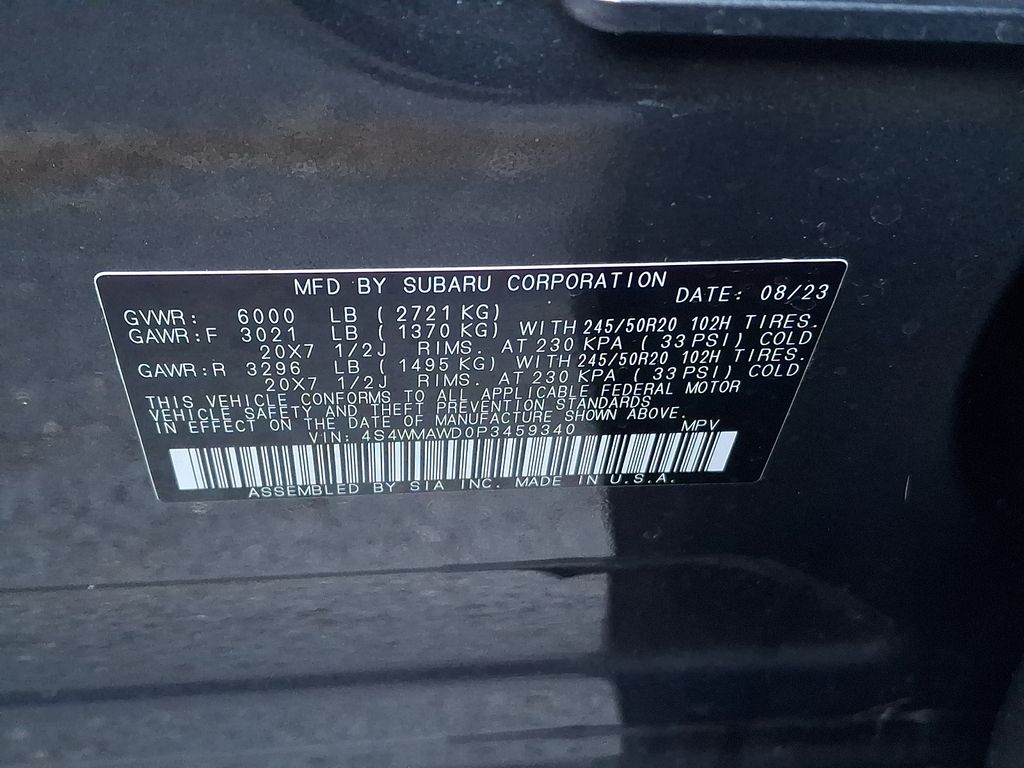 MFD BY SUBARU CORPORATION DATE: 08/23
GVWR: 6000 LB ( 2721 KG)
GAWR:F 3021 LB ( 1370 KG) WITH 245/50R20 102H TIRES.
20X7 1/2J RIMS. AT 230 KPA ( 33 PSI) COLD
GAWR:R 3296 LB ( 1495 KG) WITH 245/50R20 102H TIRES.
20X7 1/2J RIMS. AT 230 KPA ( 33 PSI) COLD
THIS VEHICLE CONFORMS TO ALL APPLICABLE FEDERAL MOTOR
VEHICLE SAFETY AND THEFT PREVENTION STANDARDS
IN EFFECT ON THE DATE OF MANUFACTURE SHOWN ABOVE.
VIN: 4S4WMAWD0P3459340 MPV
ASSEMBLED BY SIA INC. MADE IN U.S.A.